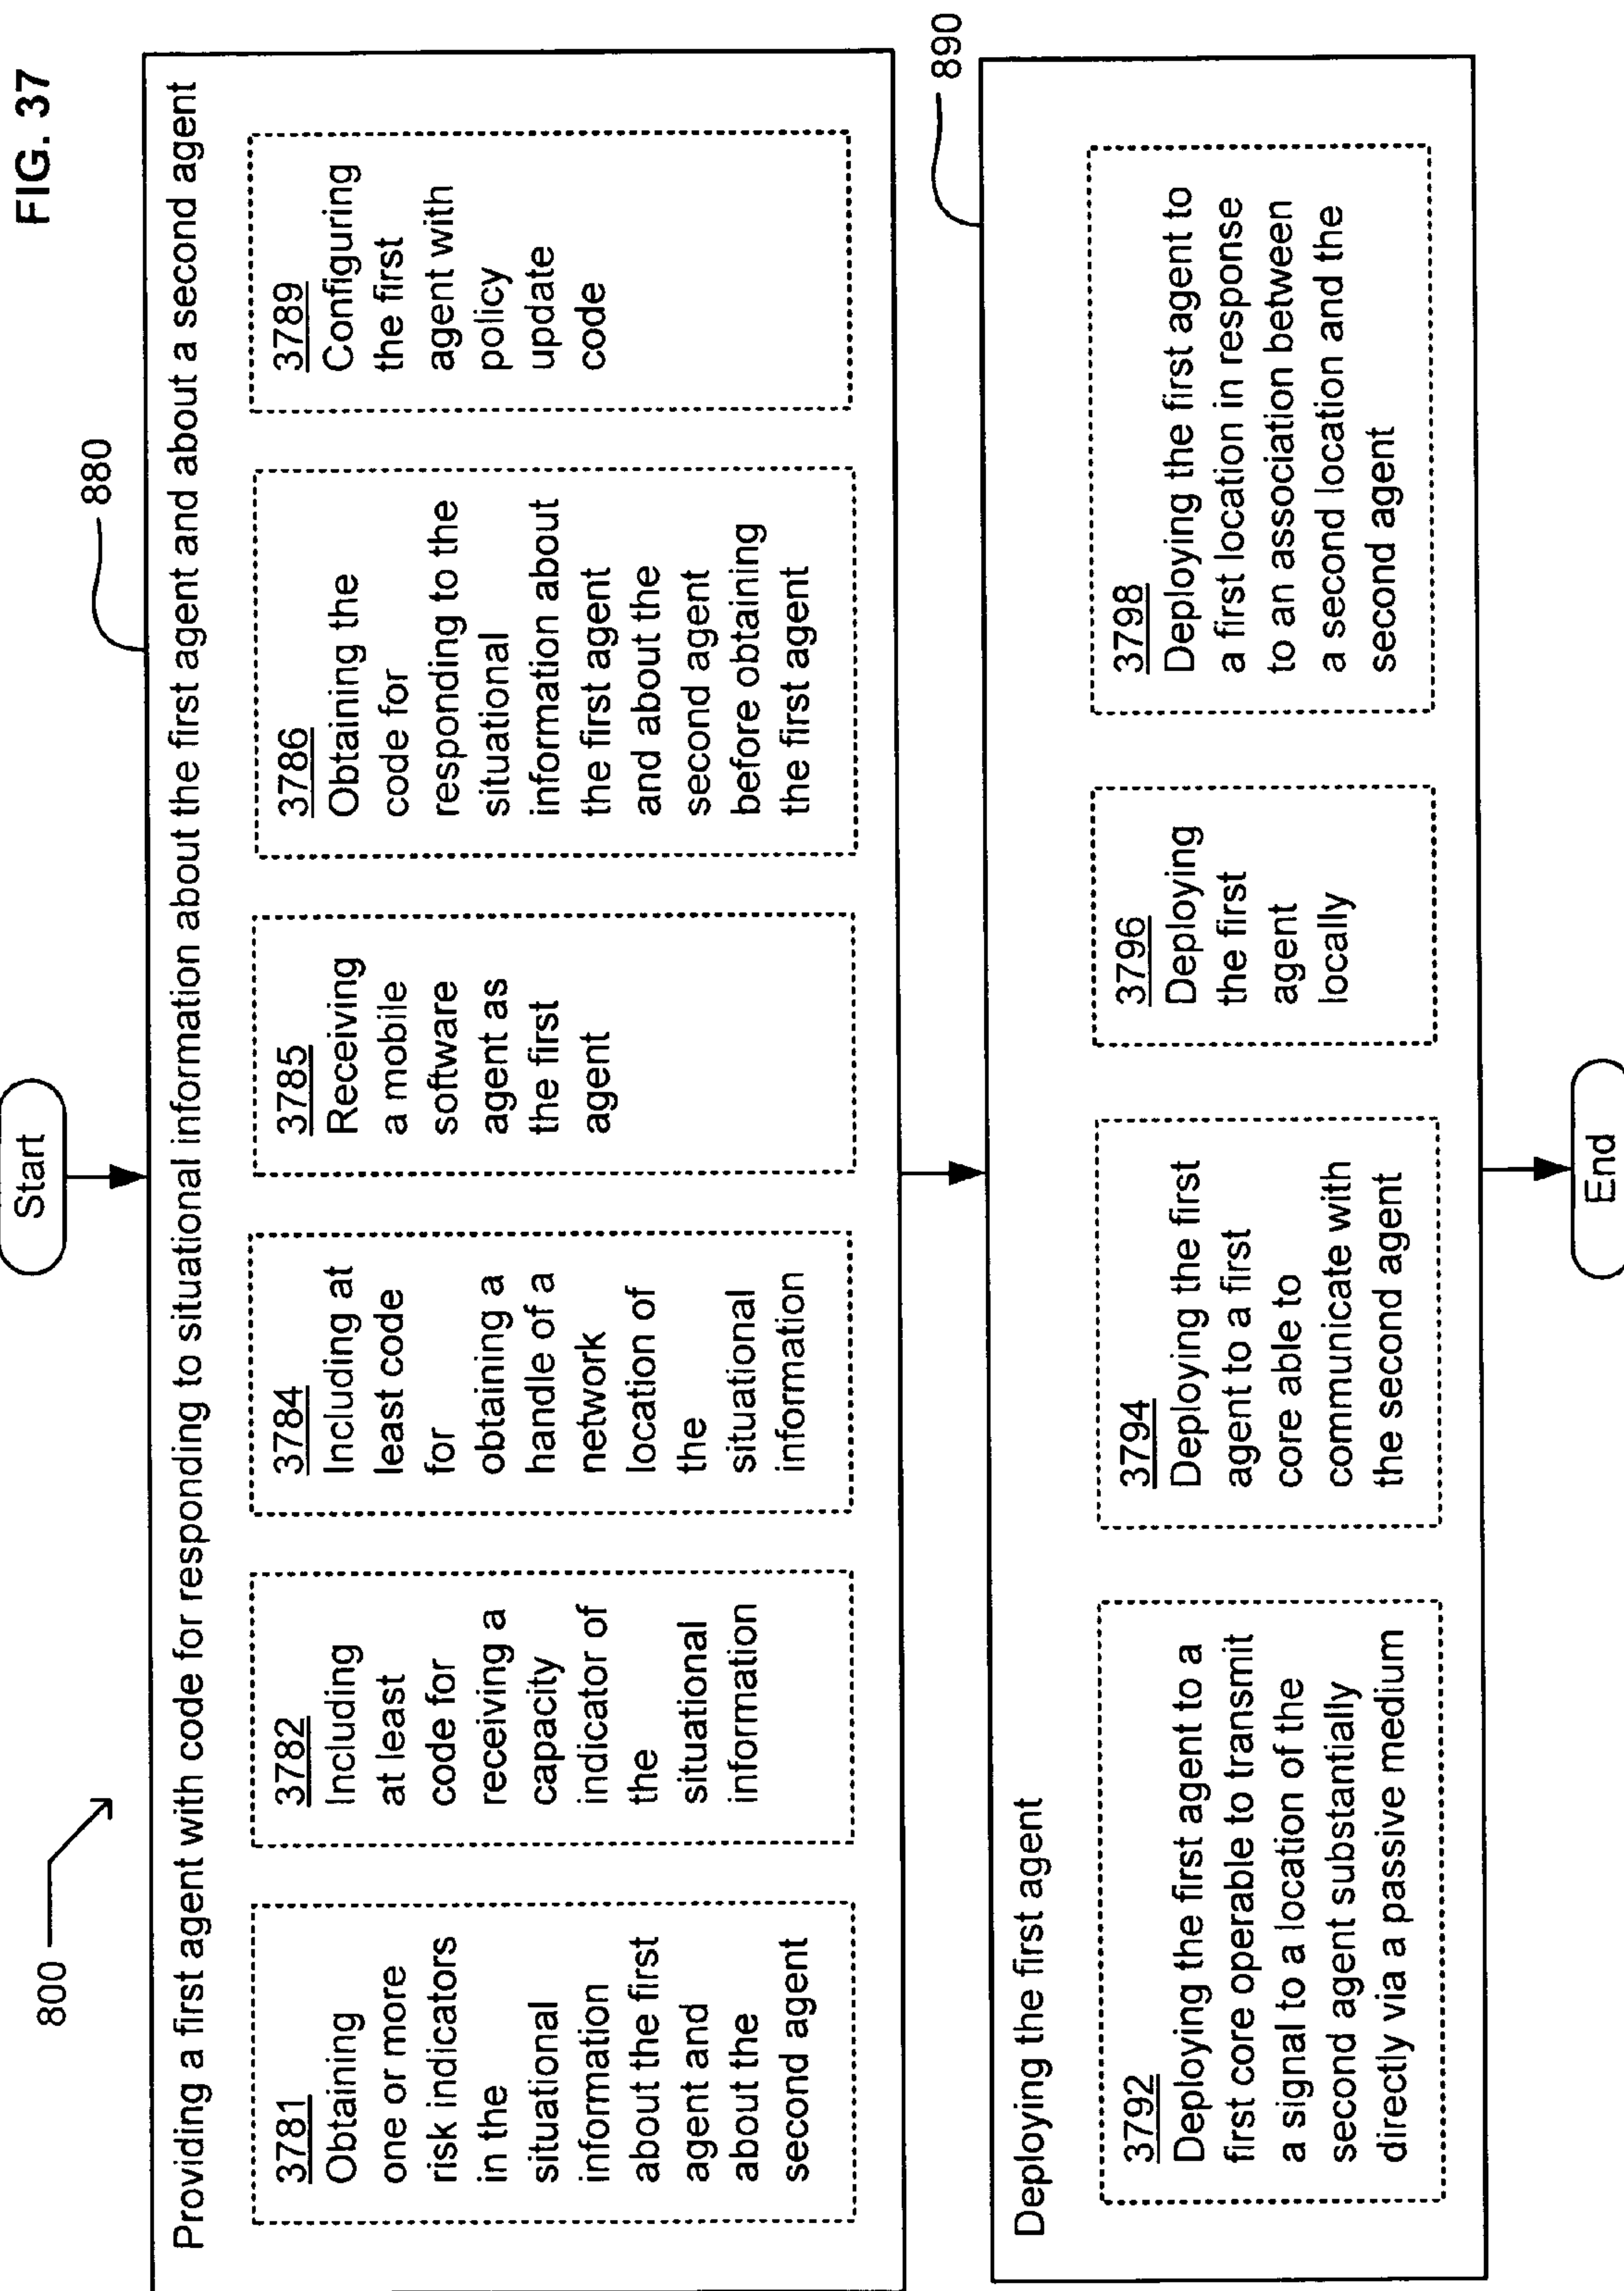 FIG. 37
800
Start
880
Providing a first agent with code for responding to situational information about the first agent and about a second agent
3781
Obtaining
one or more
risk indicators
in the
situational
information
about the first
agent and
about the
second agent
3782
Including
at least
code for
receiving a
capacity
indicator of
the
situational
information
3784
Including at
least code
for
obtaining a
handle of a
network
location of
the
situational
information
3785
Receiving
a mobile
software
agent as
the first
agent
3786
Obtaining the
code for
responding to the
situational
information about
the first agent
and about the
second agent
before obtaining
the first agent
3789
Configuring
the first
agent with
policy
update
code
890
Deploying the first agent
3792
Deploying the first agent to a
first core operable to transmit
a signal to a location of the
second agent substantially
directly via a passive medium
3794
Deploying the first
agent to a first
core able to
communicate with
the second agent
3796
Deploying
the first
agent
locally
3798
Deploying the first agent to
a first location in response
to an association between
a second location and the
second agent
End